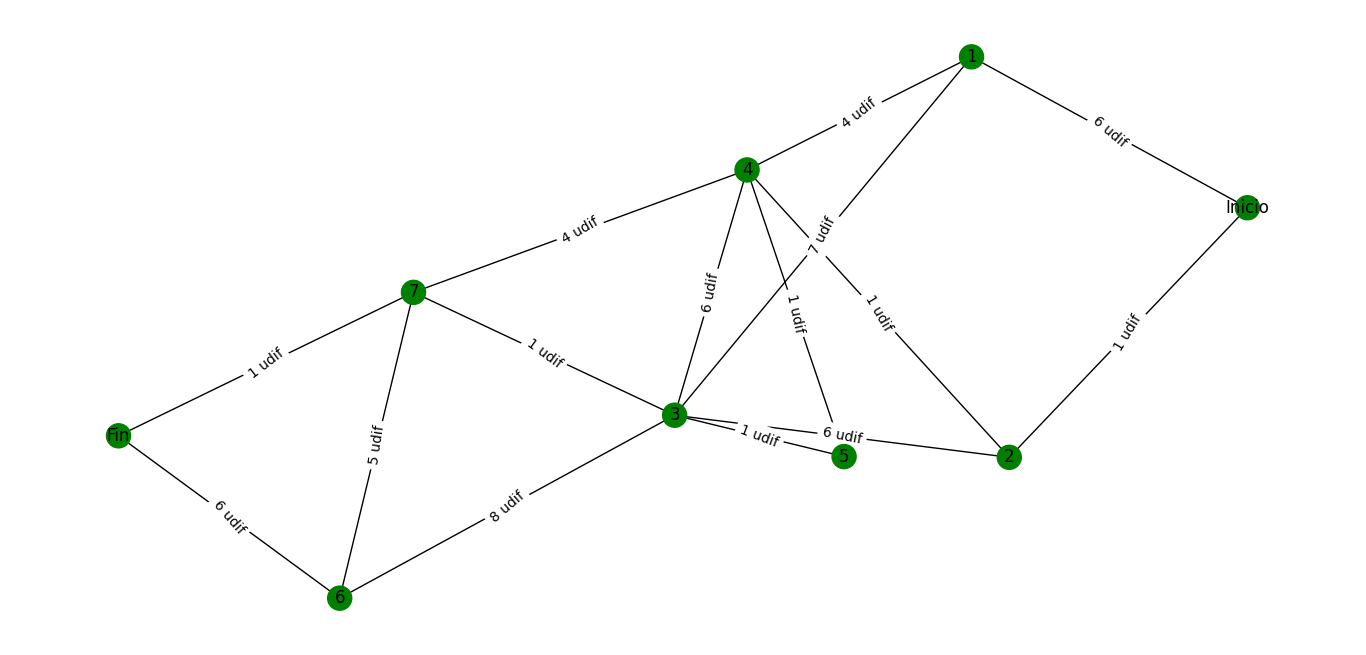 1
4 udif
6 udif
4
Inicio
4 udif
7 udif
7
6 udif
1 udif
1 udif
1 udif
1 udif
1 udif
3
Fin
5 udif
1 udif
6 udif
5
2
8 udif
6 udif
6